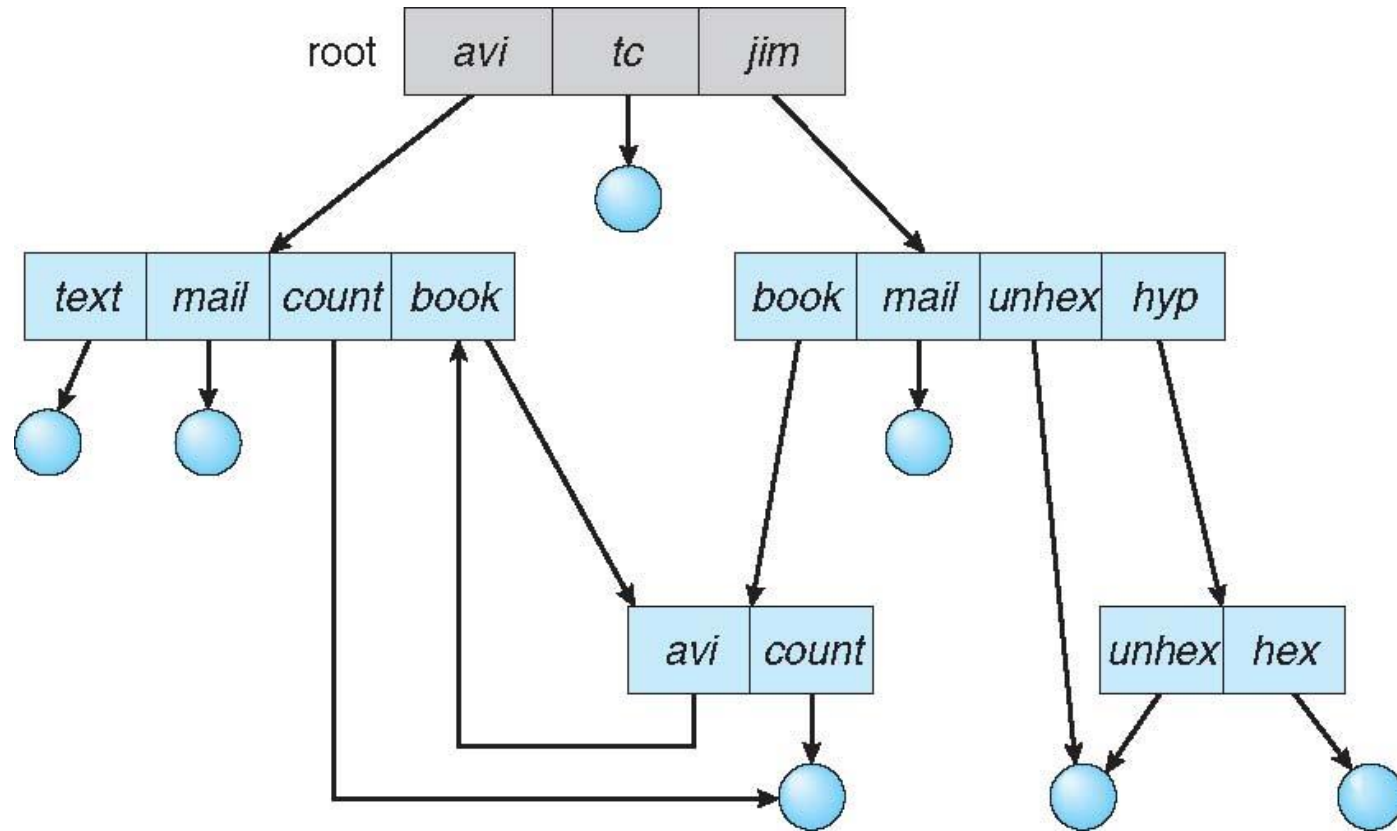 root avi tc jim
text mail count book
book mail unhex hyp
avi count
unhex hex